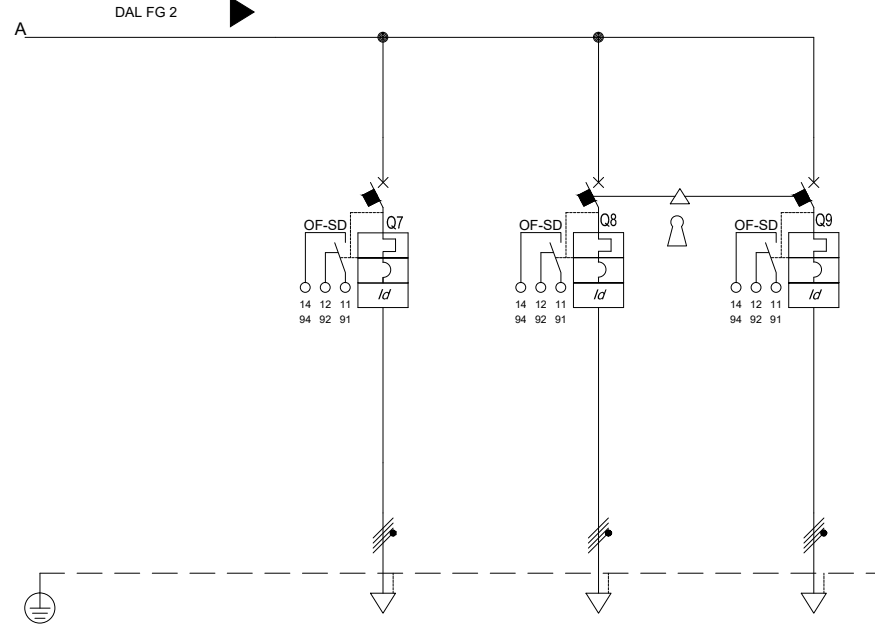 DAL FG 2
A
OF-SD Q7
Id
14 12 11
94 92 91
OF-SD Q8
Id
14 12 11
94 92 91
OF-SD Q9
Id
14 12 11
94 92 91